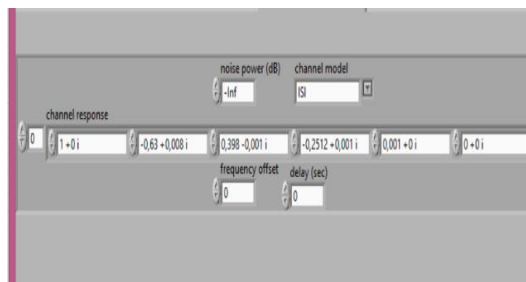 noise power (dB) channel model
-Inf ISI
channel response
0 1 +0 i -0,63 +0,008 i 0,398 -0,001 i -0,2512 +0,001 i 0,001 +0 i 0 +0 i
frequency offset delay (sec)
0 0